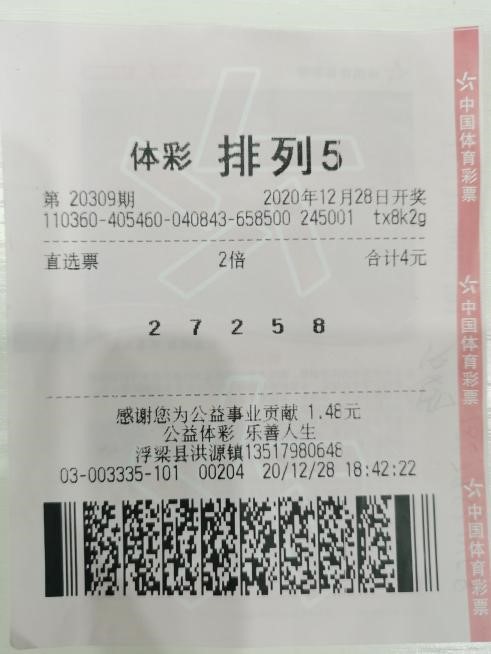 体彩 排列5
第 20309期 2020年12月28日开奖
110360-405460-040843-658500 245001 tx8k2g
直选票 2倍 合计4元
2 7 2 5 8
感谢您为公益事业贡献 1.48元
公益体彩 乐善人生
浮梁县洪源镇13517980648
03-003335-101 00204 20/12/28 18:42:22
中国体育彩票
中国体育彩票
中国体育彩票